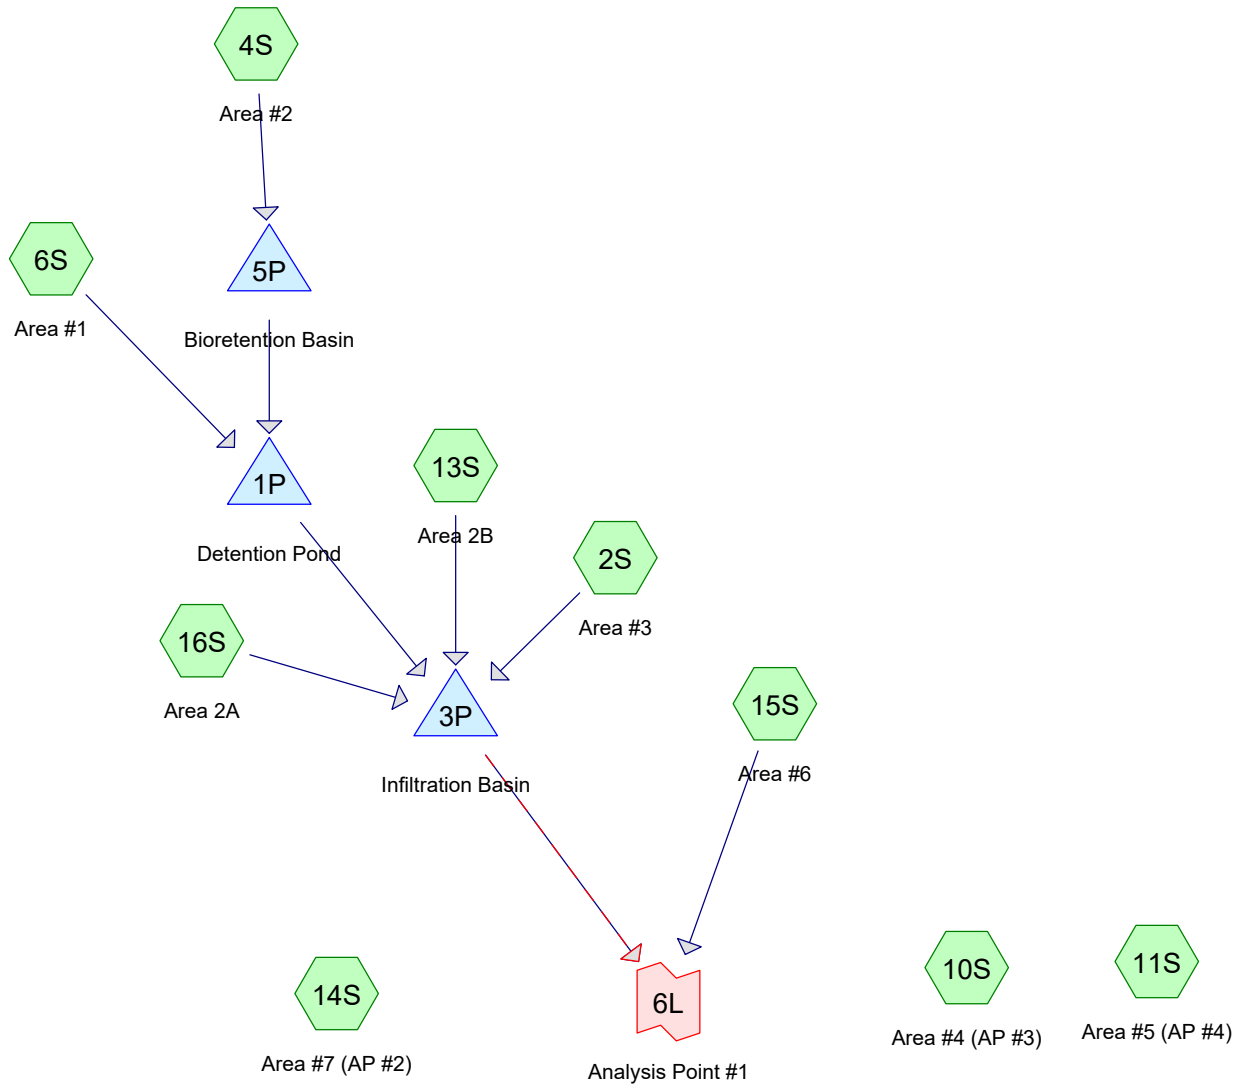 4S
Area #2
6S
Area #1
5P
Bioretention Basin
1P
Detention Pond
13S
Area 2B
2S
Area #3
16S
Area 2A
3P
Infiltration Basin
15S
Area #6
14S
Area #7 (AP #2)
6L
Analysis Point #1
10S
Area #4 (AP #3)
11S
Area #5 (AP #4)